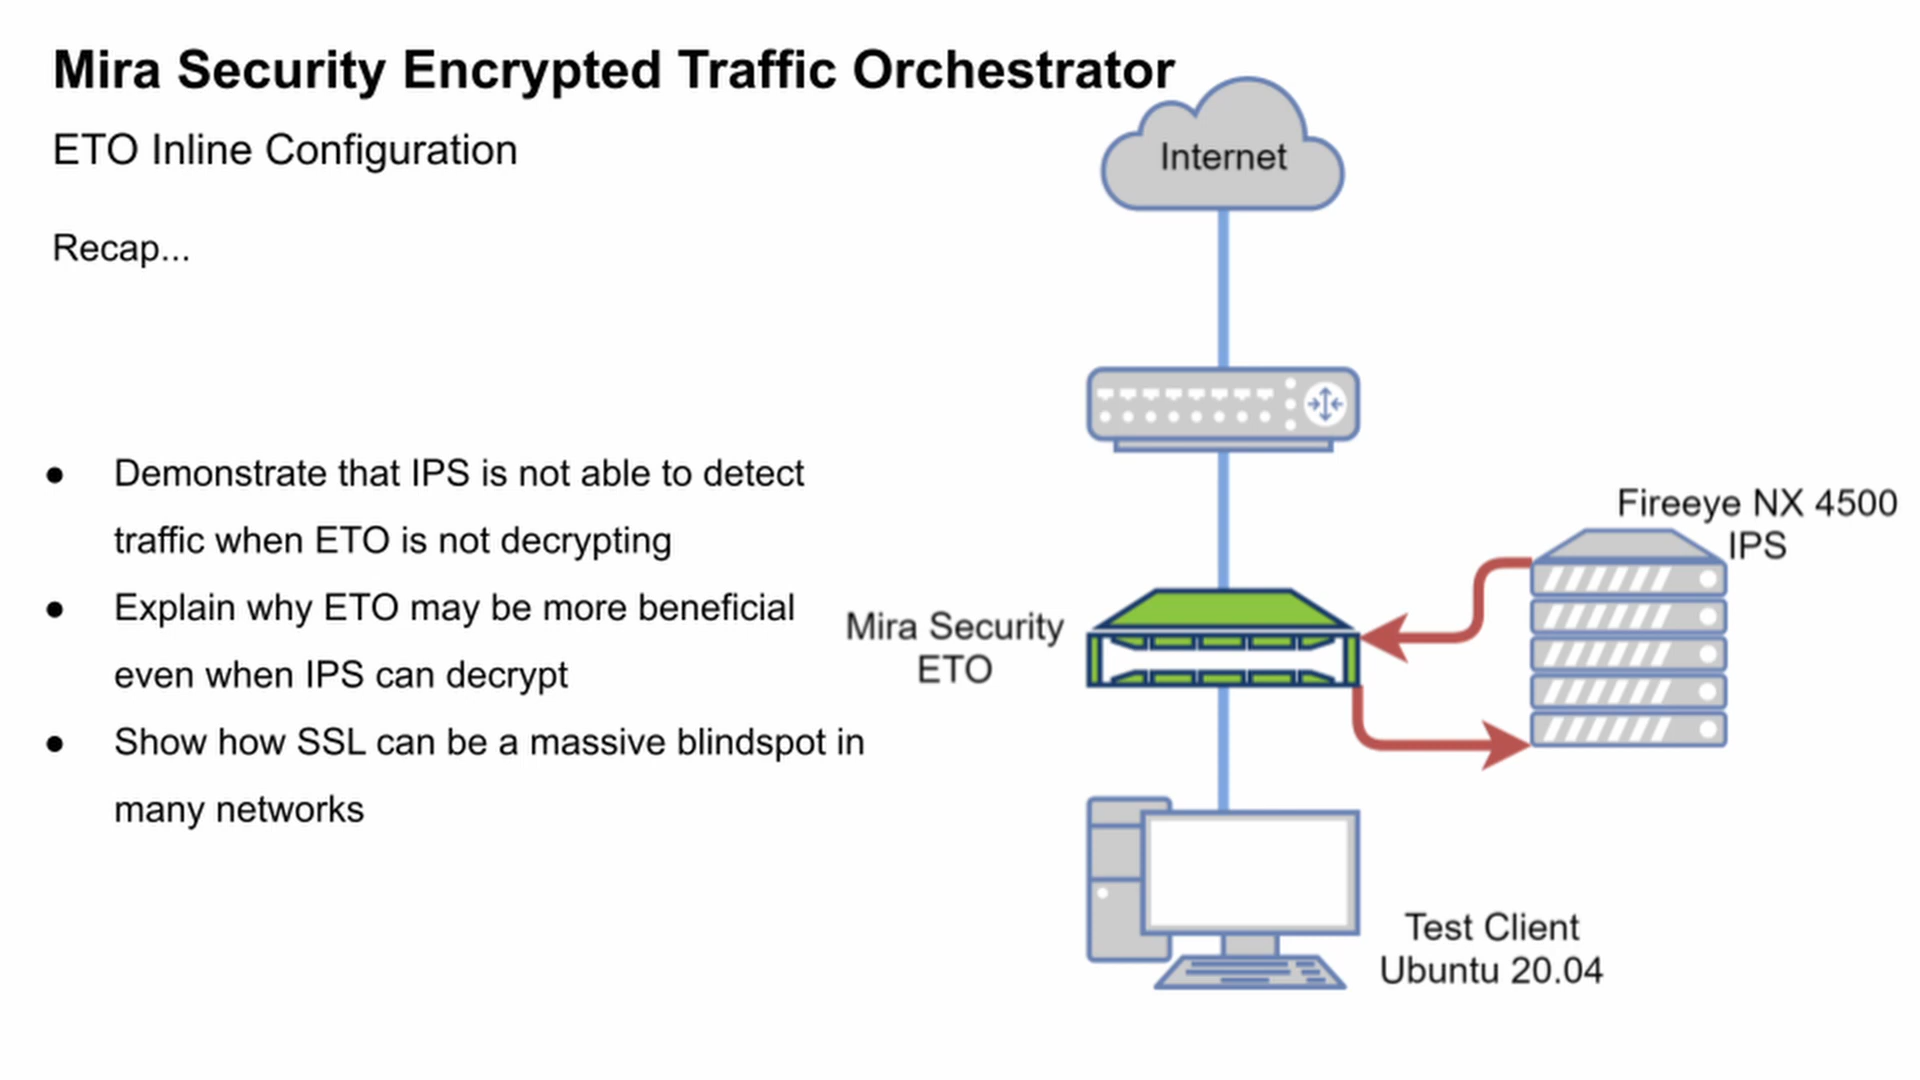 Mira Security Encrypted Traffic Orchestrator
ETO Inline Configuration
Recap...
● Demonstrate that IPS is not able to detect
traffic when ETO is not decrypting
● Explain why ETO may be more beneficial
even when IPS can decrypt
● Show how SSL can be a massive blindspot in
many networks
Internet
Fireeye NX 4500
IPS
Mira Security
ETO
Test Client
Ubuntu 20.04